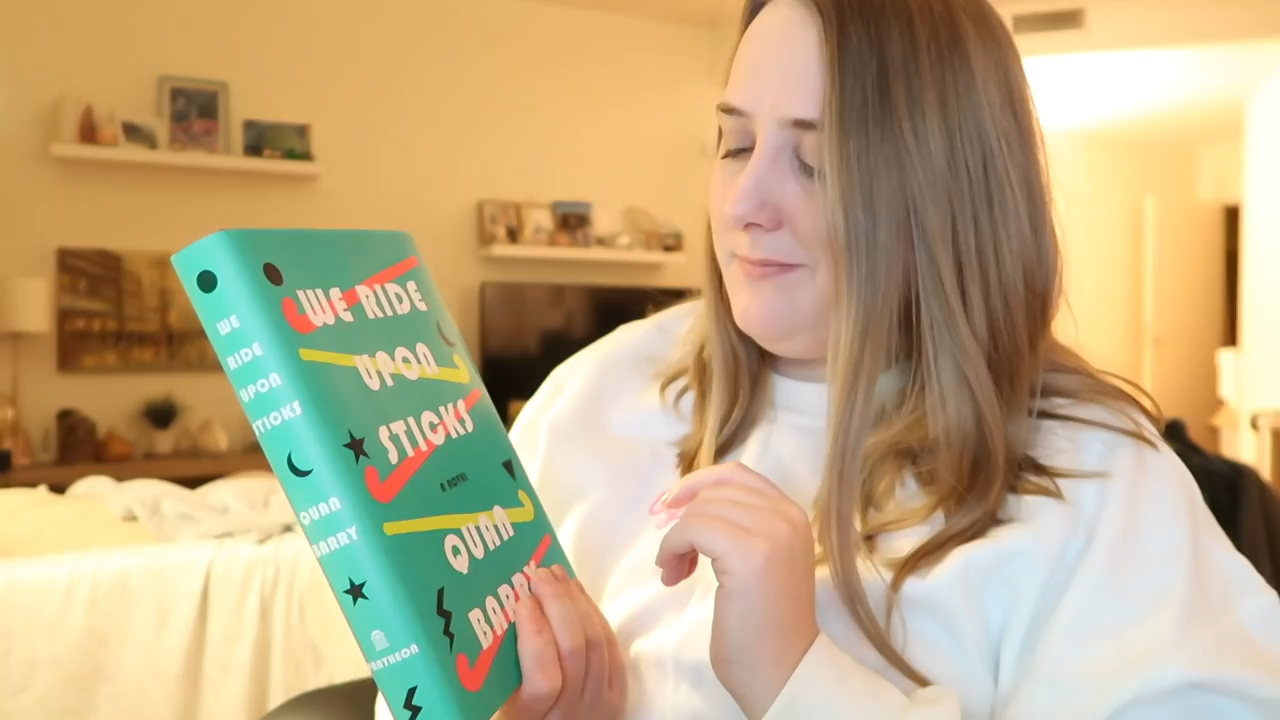 WE
RIDE
UPON
STICKS
QUAN
BARRY
PANTHEON
WE RIDE
UPON
STICKS
A NOVEL
QUAN
BARRY